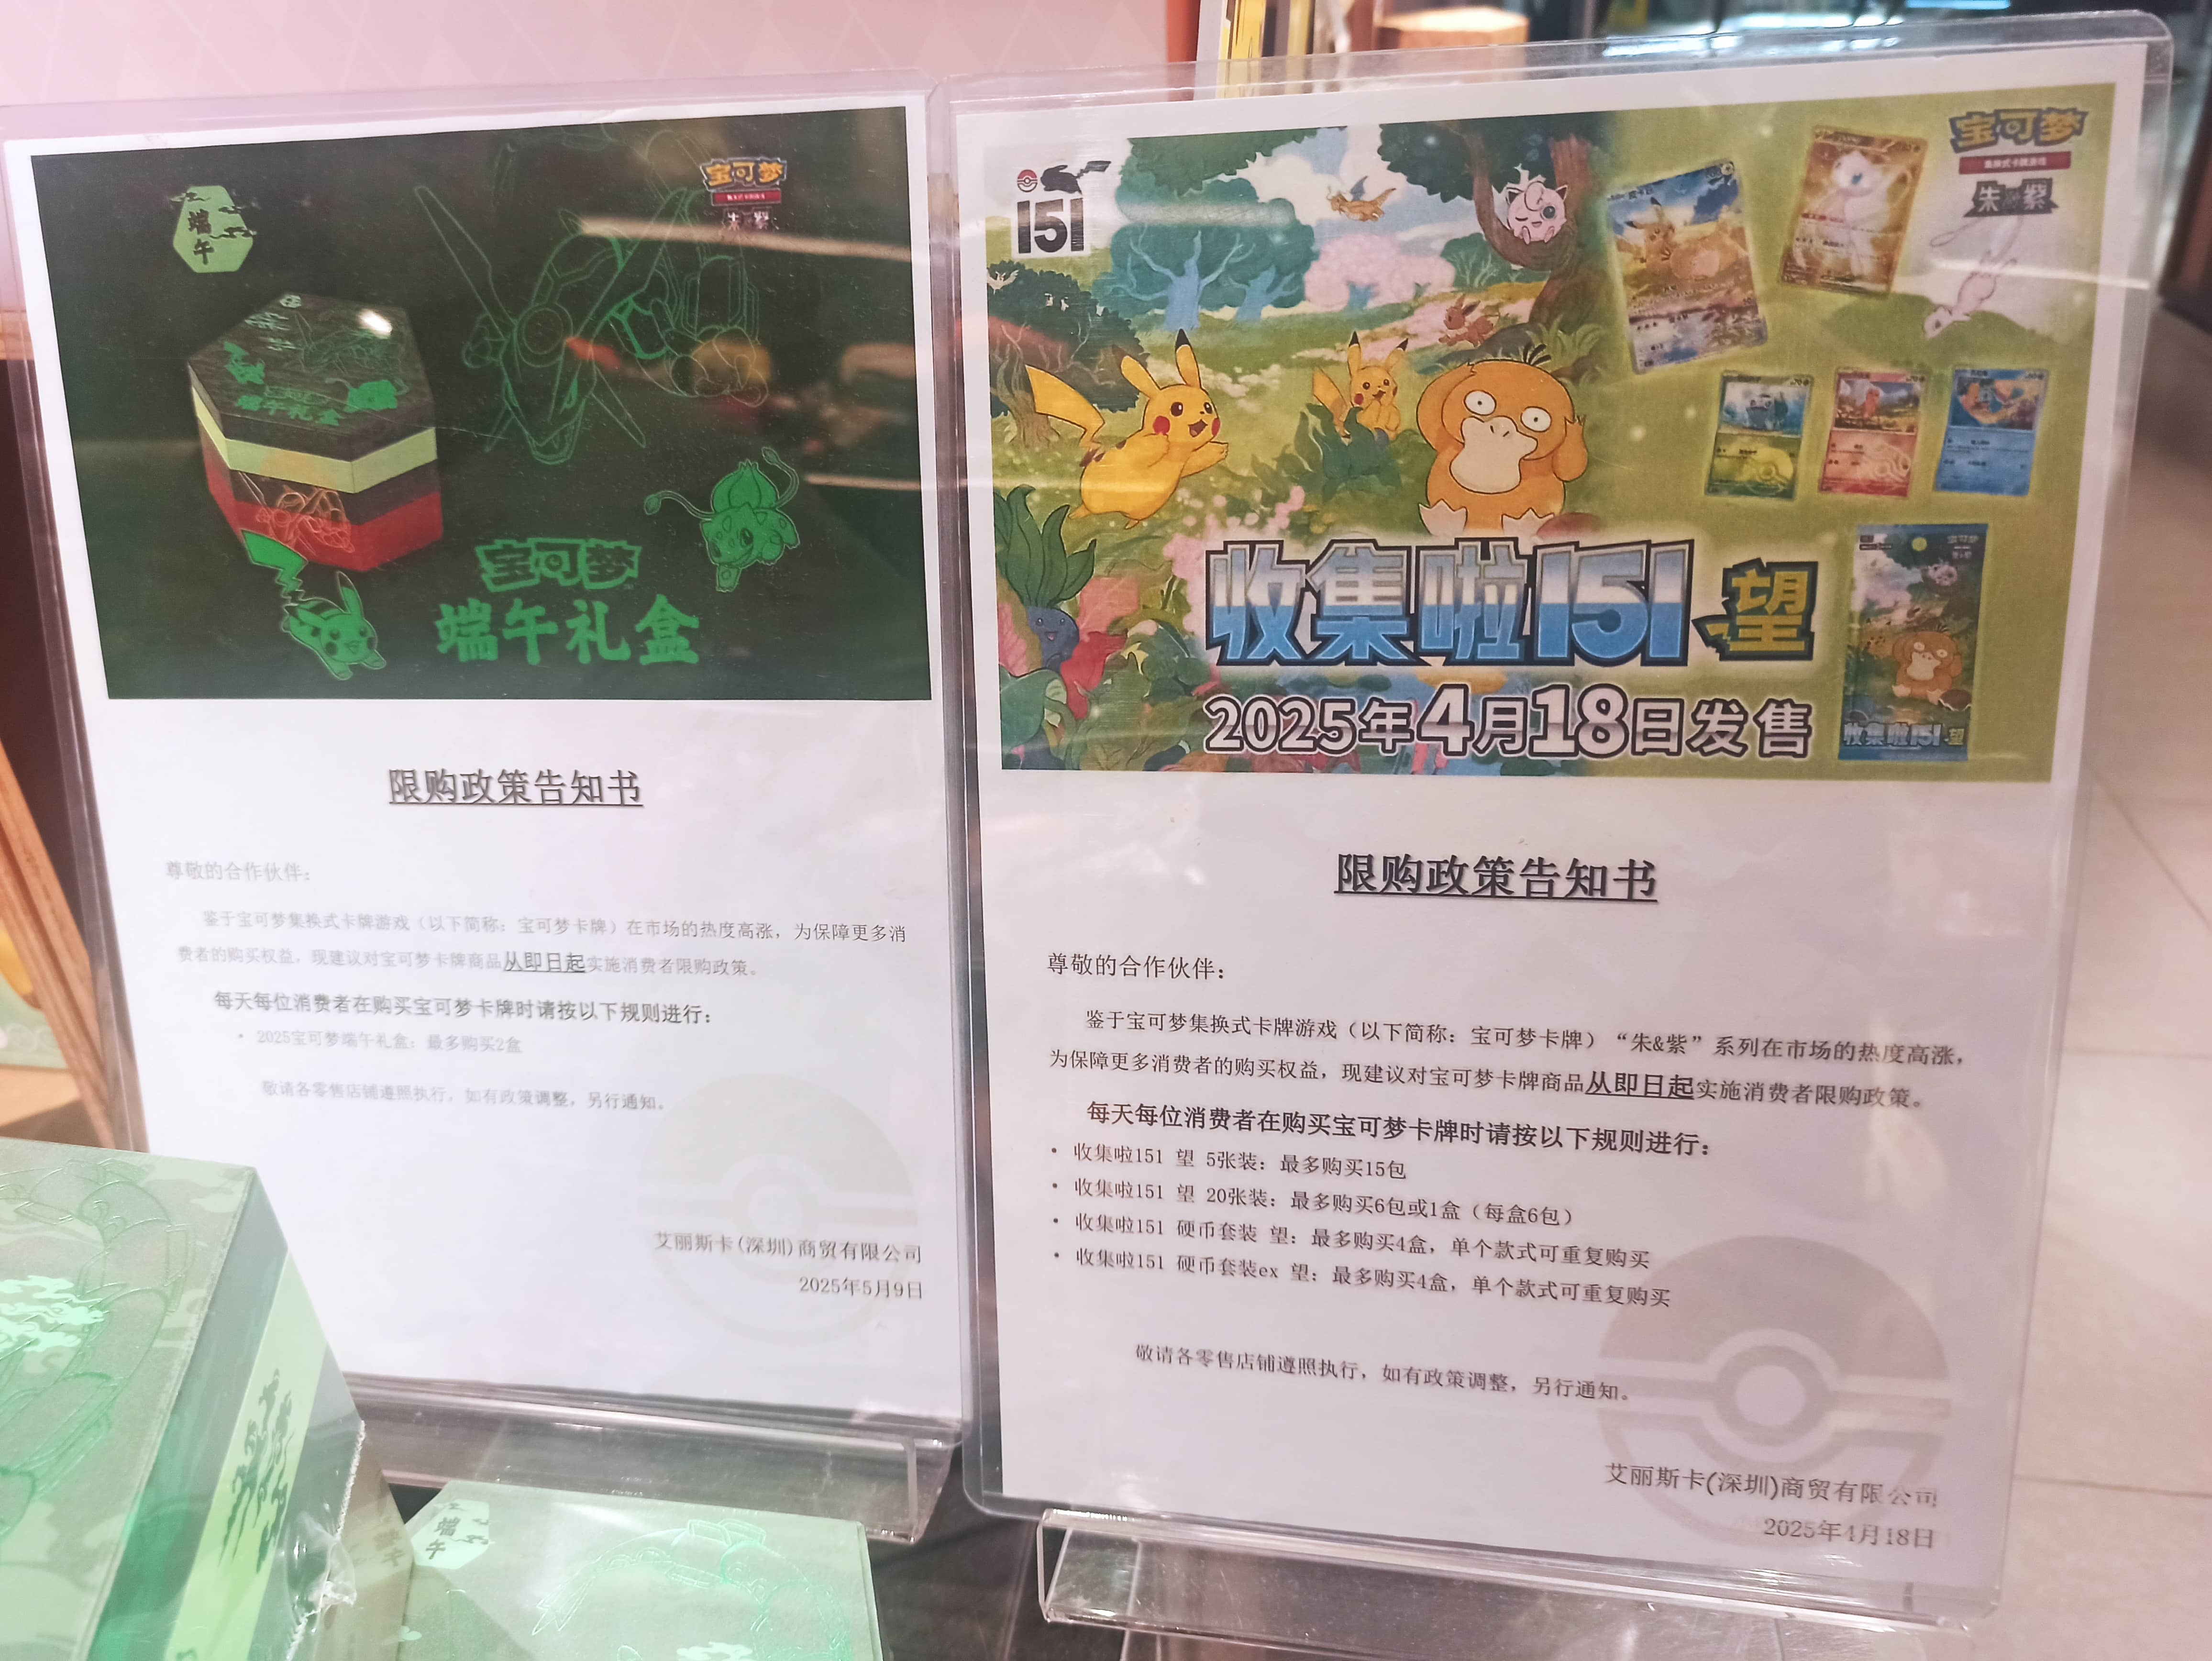 端
午
宝可梦
朱 紫
端午礼盒
宝可梦
端午礼盒
限购政策告知书
尊敬的合作伙伴：
鉴于宝可梦集换式卡牌游戏（以下简称：宝可梦卡牌）在市场的热度高涨，为保障更多消
费者的购买权益，现建议对宝可梦卡牌商品从即日起实施消费者限购政策。
每天每位消费者在购买宝可梦卡牌时请按以下规则进行：
• 2025宝可梦端午礼盒：最多购买2盒
敬请各零售店铺遵照执行，如有政策调整，另行通知。
艾丽斯卡(深圳)商贸有限公司
2025年5月9日
151
宝可梦
集换式卡牌游戏
朱 紫
收集啦151 望
2025年4月18日发售
收集啦151 望
限购政策告知书
尊敬的合作伙伴：
鉴于宝可梦集换式卡牌游戏（以下简称：宝可梦卡牌）“朱&紫”系列在市场的热度高涨，
为保障更多消费者的购买权益，现建议对宝可梦卡牌商品从即日起实施消费者限购政策。
每天每位消费者在购买宝可梦卡牌时请按以下规则进行：
• 收集啦151 望 5张装：最多购买15包
• 收集啦151 望 20张装：最多购买6包或1盒（每盒6包）
• 收集啦151 硬币套装 望：最多购买4盒，单个款式可重复购买
• 收集啦151 硬币套装ex 望：最多购买4盒，单个款式可重复购买
敬请各零售店铺遵照执行，如有政策调整，另行通知。
艾丽斯卡(深圳)商贸有限公司
2025年4月18日
端
午